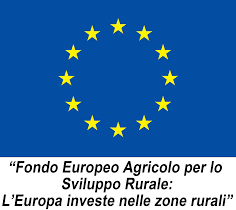 “Fondo Europeo Agricolo per lo
Sviluppo Rurale:
L’Europa investe nelle zone rurali”